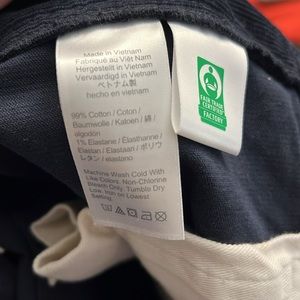 Made in Vietnam
Fabriqué au Viêt Nam
Hergestellt in Vietnam
Vervaardigd in Vietnam
ベトナム製
hecho en vietnam
99% Cotton / Coton /
Baumwolle / Katoen / 綿 /
algodón
1% Elastane / Élasthanne /
Elastan / Elastaan / ポリウ
レタン / elastano
Machine Wash Cold With
Like Colors. Non-Chlorine
Bleach Only. Tumble Dry
Low. Iron on Lowest
Setting.
FAIR TRADE
CERTIFIED
FACTORY